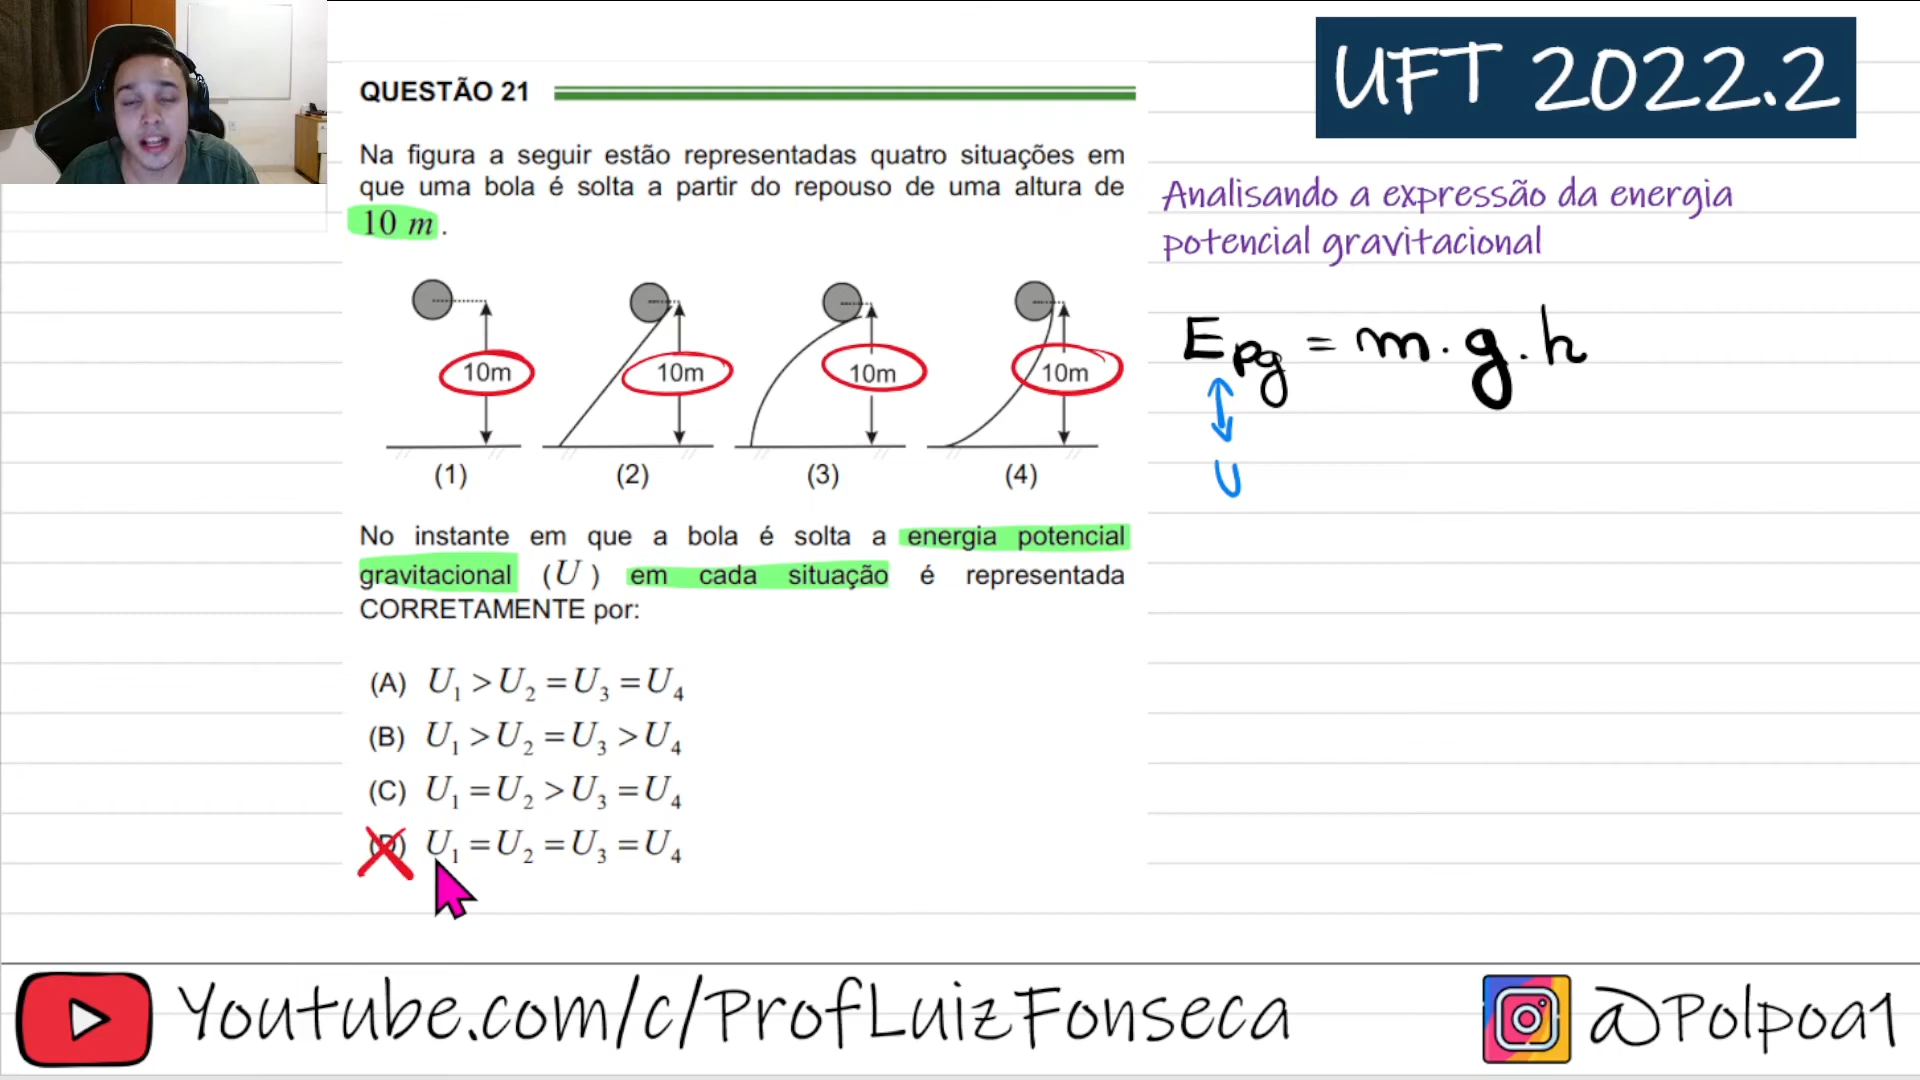 QUESTÃO 21
UFT 2022.2
Na figura a seguir estão representadas quatro situações em
que uma bola é solta a partir do repouso de uma altura de
10 m.
10m 10m 10m 10m
(1) (2) (3) (4)
No instante em que a bola é solta a energia potencial
gravitacional (U) em cada situação é representada
CORRETAMENTE por:
(A) U₁ > U₂ = U₃ = U₄
(B) U₁ > U₂ = U₃ > U₄
(C) U₁ = U₂ > U₃ = U₄
(D) U₁ = U₂ = U₃ = U₄
Analisando a expressão da energia
potencial gravitacional
Epg = m.g.h
U
Youtube.com/c/ProfLuizFonseca
@Polpoa1